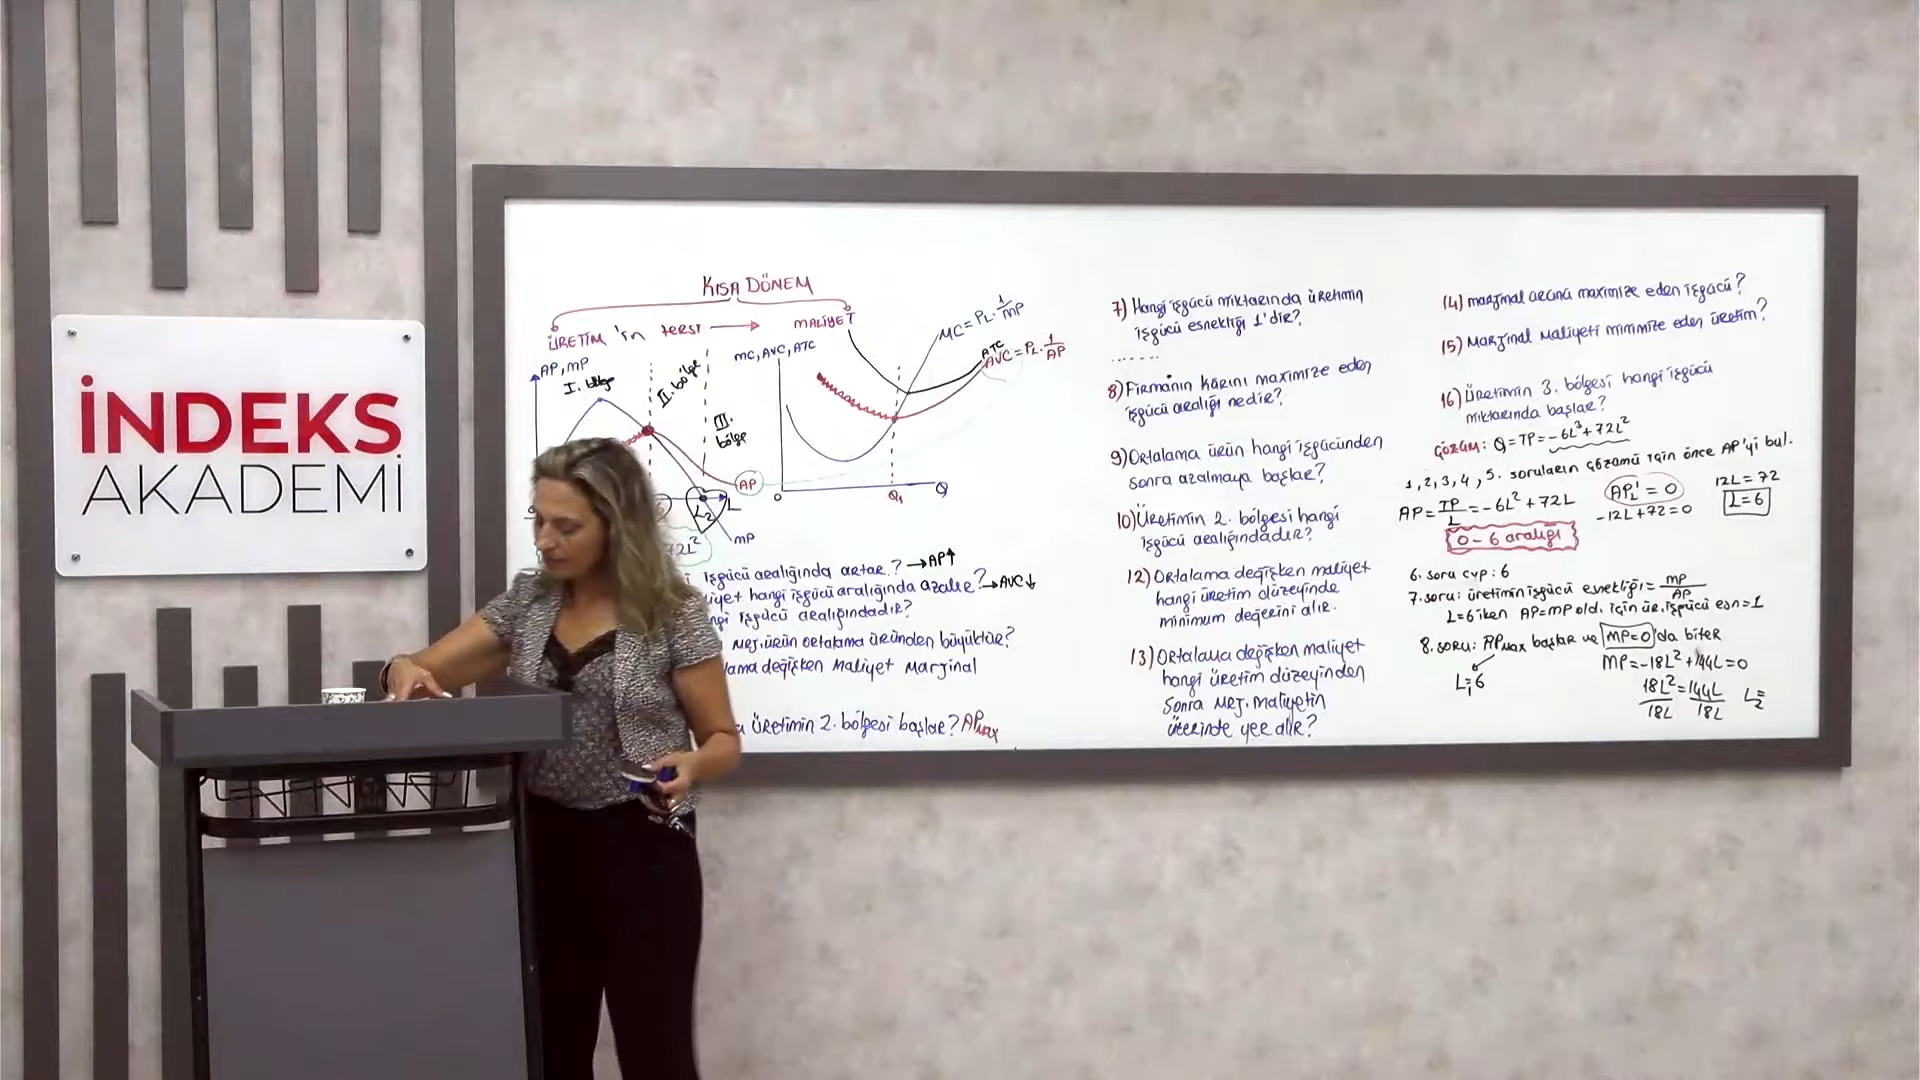 İNDEKS
AKADEMİ
KISA DÖNEM
ÜRETİM'in tersi → MALİYET
AP, MP
I. bölge
II. bölge
III. bölge
AP
L
L₂
MP
72L²
MC, AVC, ATC
MC = PL · 1/MP
ATC
AVC = PL · 1/AP
0
Q₁
Q
işgücü aralığında artar? → AP↑
iyet hangi işgücü aralığında azalır? → AVC↓
ngi işgücü aralığındadır?
Mrj. ürün ortalama üründen büyüktür?
lama değişken maliyet marjinal
üretimin 2. bölgesi başlar? APmax
7) Hangi işgücü miktarında üretimin
işgücü esnekliği 1'dir?
.......
8) Firmanın kârını maximize eden
işgücü aralığı nedir?
9) Ortalama ürün hangi işgücünden
sonra azalmaya başlar?
10) Üretimin 2. bölgesi hangi
işgücü aralığındadır?
12) Ortalama değişken maliyet
hangi üretim düzeyinde
minimum değerini alır.
13) Ortalama değişken maliyet
hangi üretim düzeyinden
sonra Mrj. maliyetin
üzerinde yer alır?
14) marjinal ürünü maximize eden işgücü?
15) Marjinal maliyeti minimize eden üretim?
16) Üretimin 3. bölgesi hangi işgücü
miktarında başlar?
Çözüm: Q = TP = -6L³ + 72L²
1, 2, 3, 4, 5. soruların çözümü için önce AP'yi bul.
AP = TP/L = -6L² + 72L
APL' = 0
-12L + 72 = 0
12L = 72
L = 6
0 - 6 aralığı
6. soru cvp: 6
7. soru: üretimin işgücü esnekliği = MP/AP
L = 6 iken AP = MP old. için ür. işgücü esn = 1
8. soru: APmax başlar ve MP = 0'da biter
L₁ = 6
MP = -18L² + 144L = 0
18L²/18L = 144L/18L
L₂ =